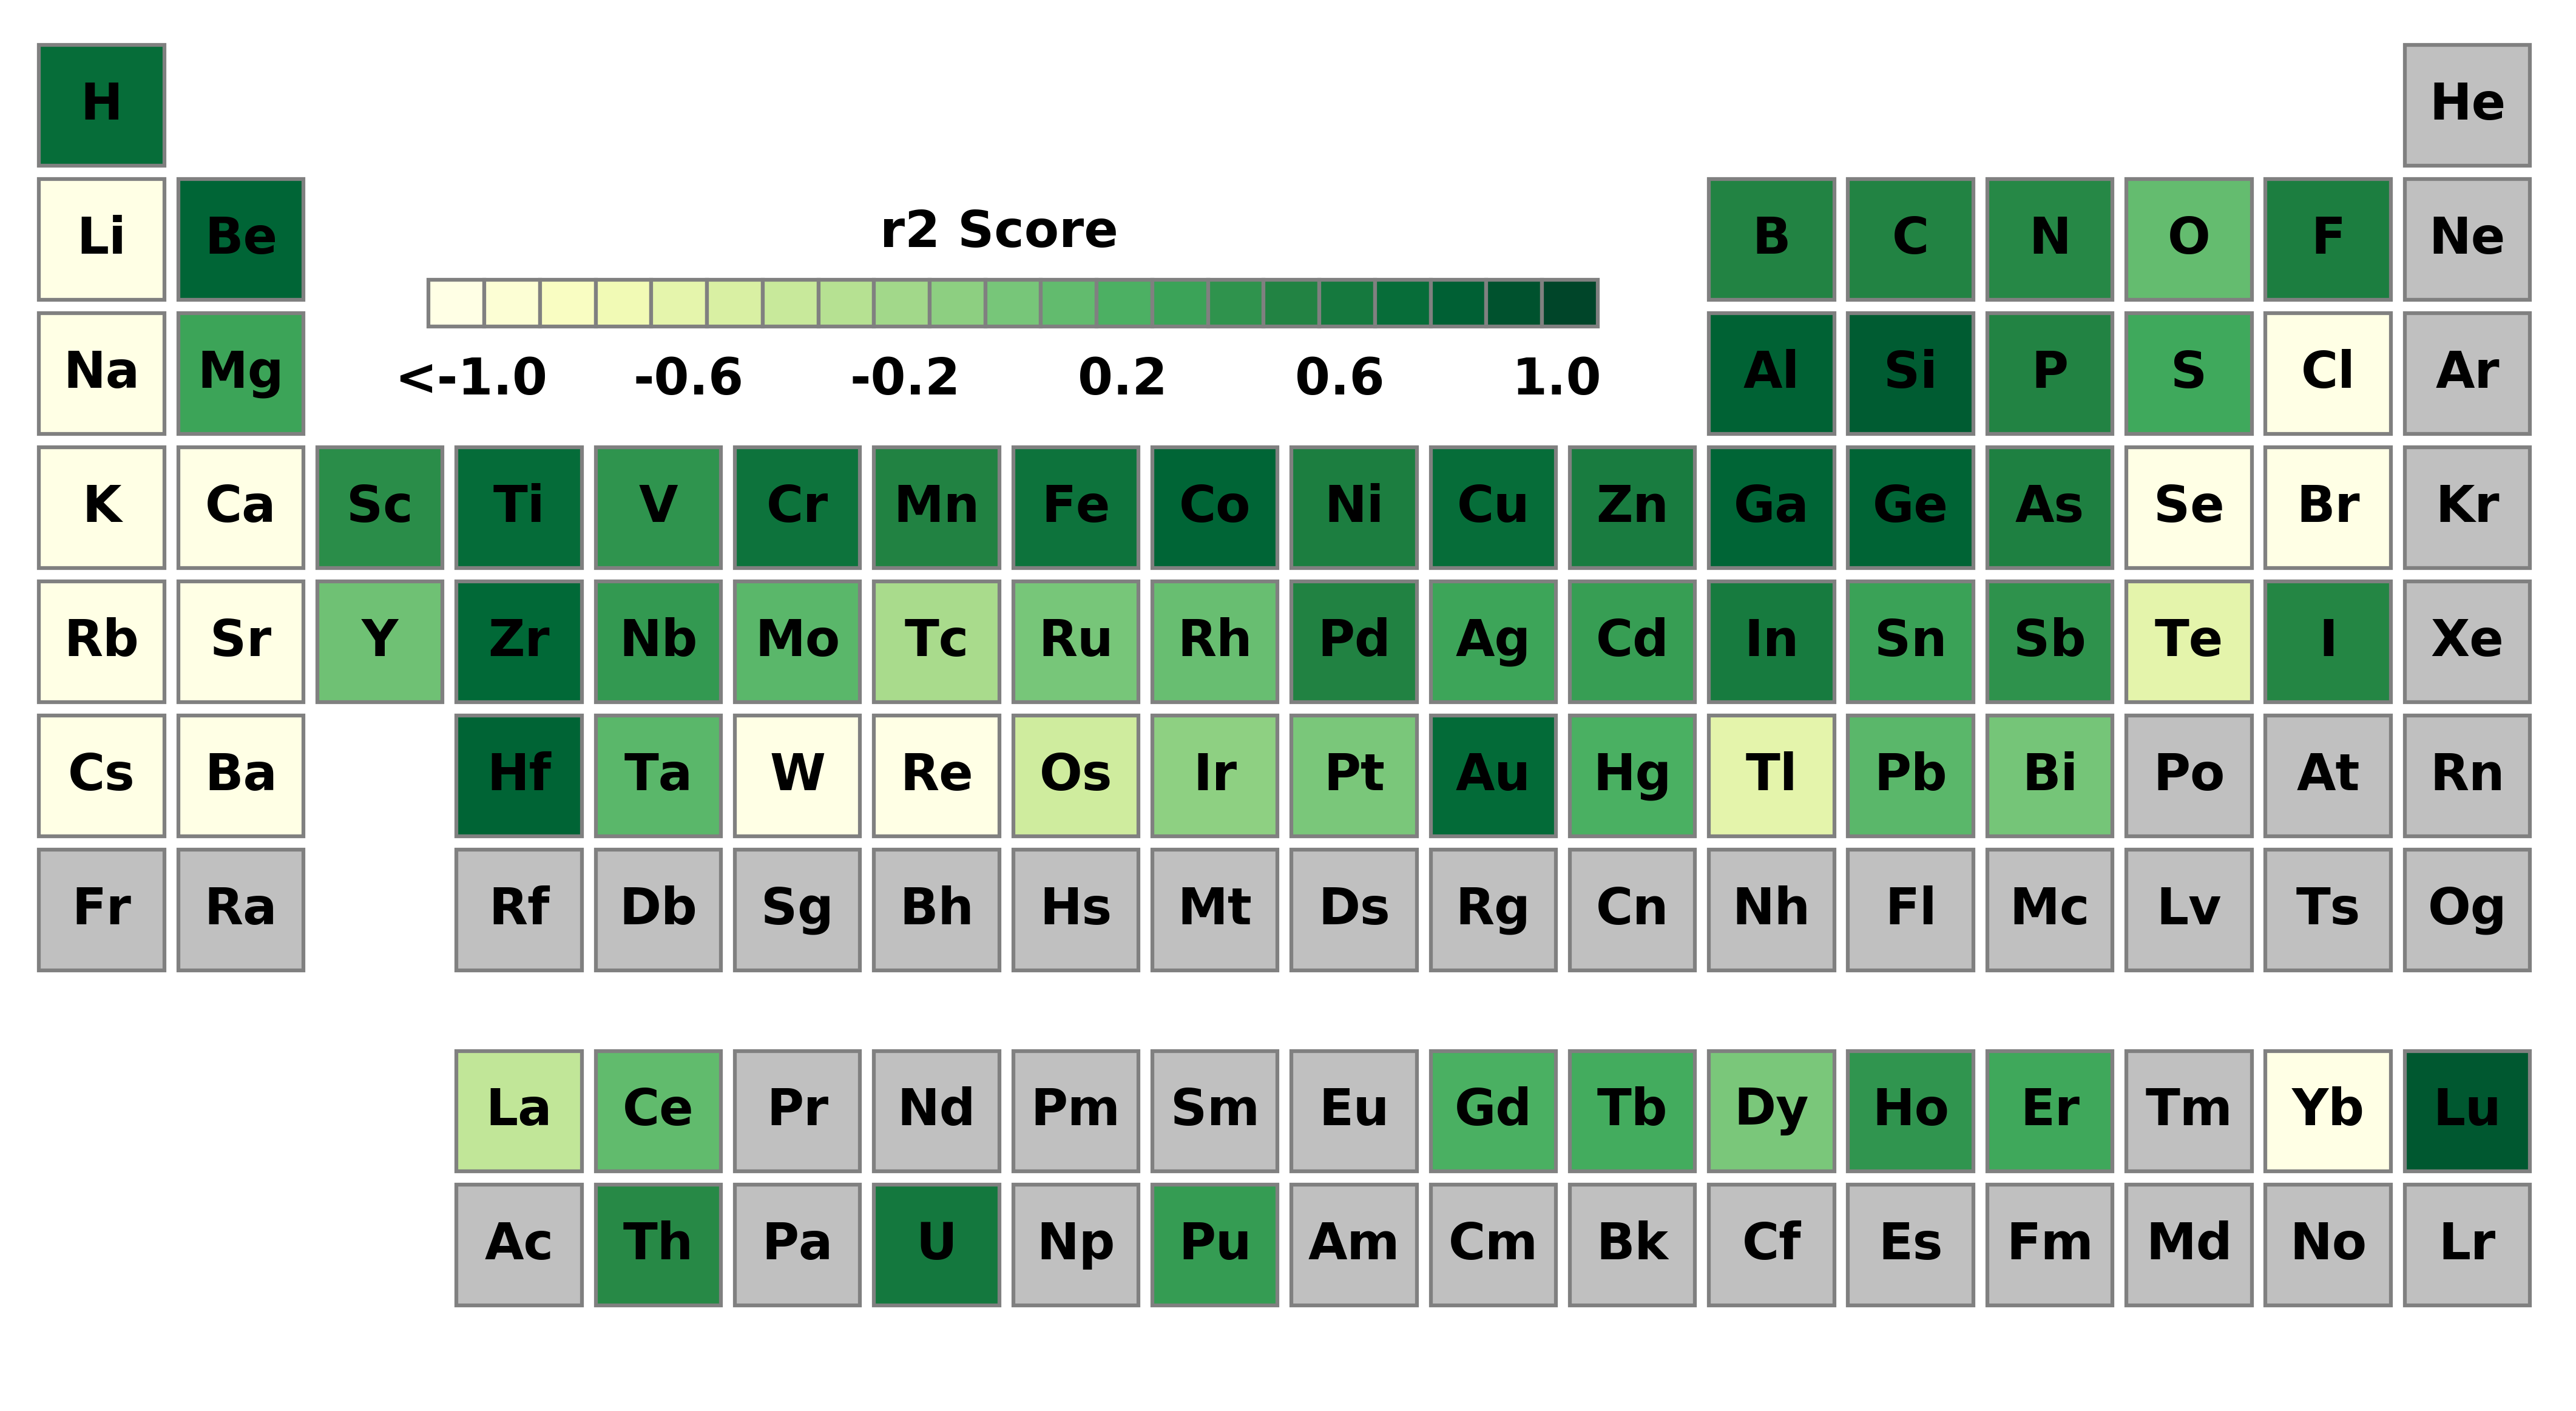 H He
Li Be B C N O F Ne
r2 Score
Na Mg Al Si P S Cl Ar
<-1.0 -0.6 -0.2 0.2 0.6 1.0
K Ca Sc Ti V Cr Mn Fe Co Ni Cu Zn Ga Ge As Se Br Kr
Rb Sr Y Zr Nb Mo Tc Ru Rh Pd Ag Cd In Sn Sb Te I Xe
Cs Ba Hf Ta W Re Os Ir Pt Au Hg Tl Pb Bi Po At Rn
Fr Ra Rf Db Sg Bh Hs Mt Ds Rg Cn Nh Fl Mc Lv Ts Og
La Ce Pr Nd Pm Sm Eu Gd Tb Dy Ho Er Tm Yb Lu
Ac Th Pa U Np Pu Am Cm Bk Cf Es Fm Md No Lr